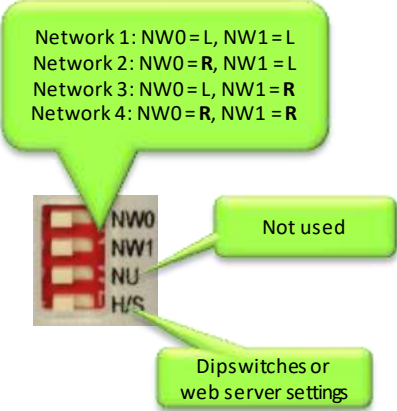 Network 1: NW0 = L, NW1 = L
Network 2: NW0 = R, NW1 = L
Network 3: NW0 = L, NW1 = R
Network 4: NW0 = R, NW1 = R
NW0
NW1
NU
H/S
Not used
Dipswitches or
web server settings